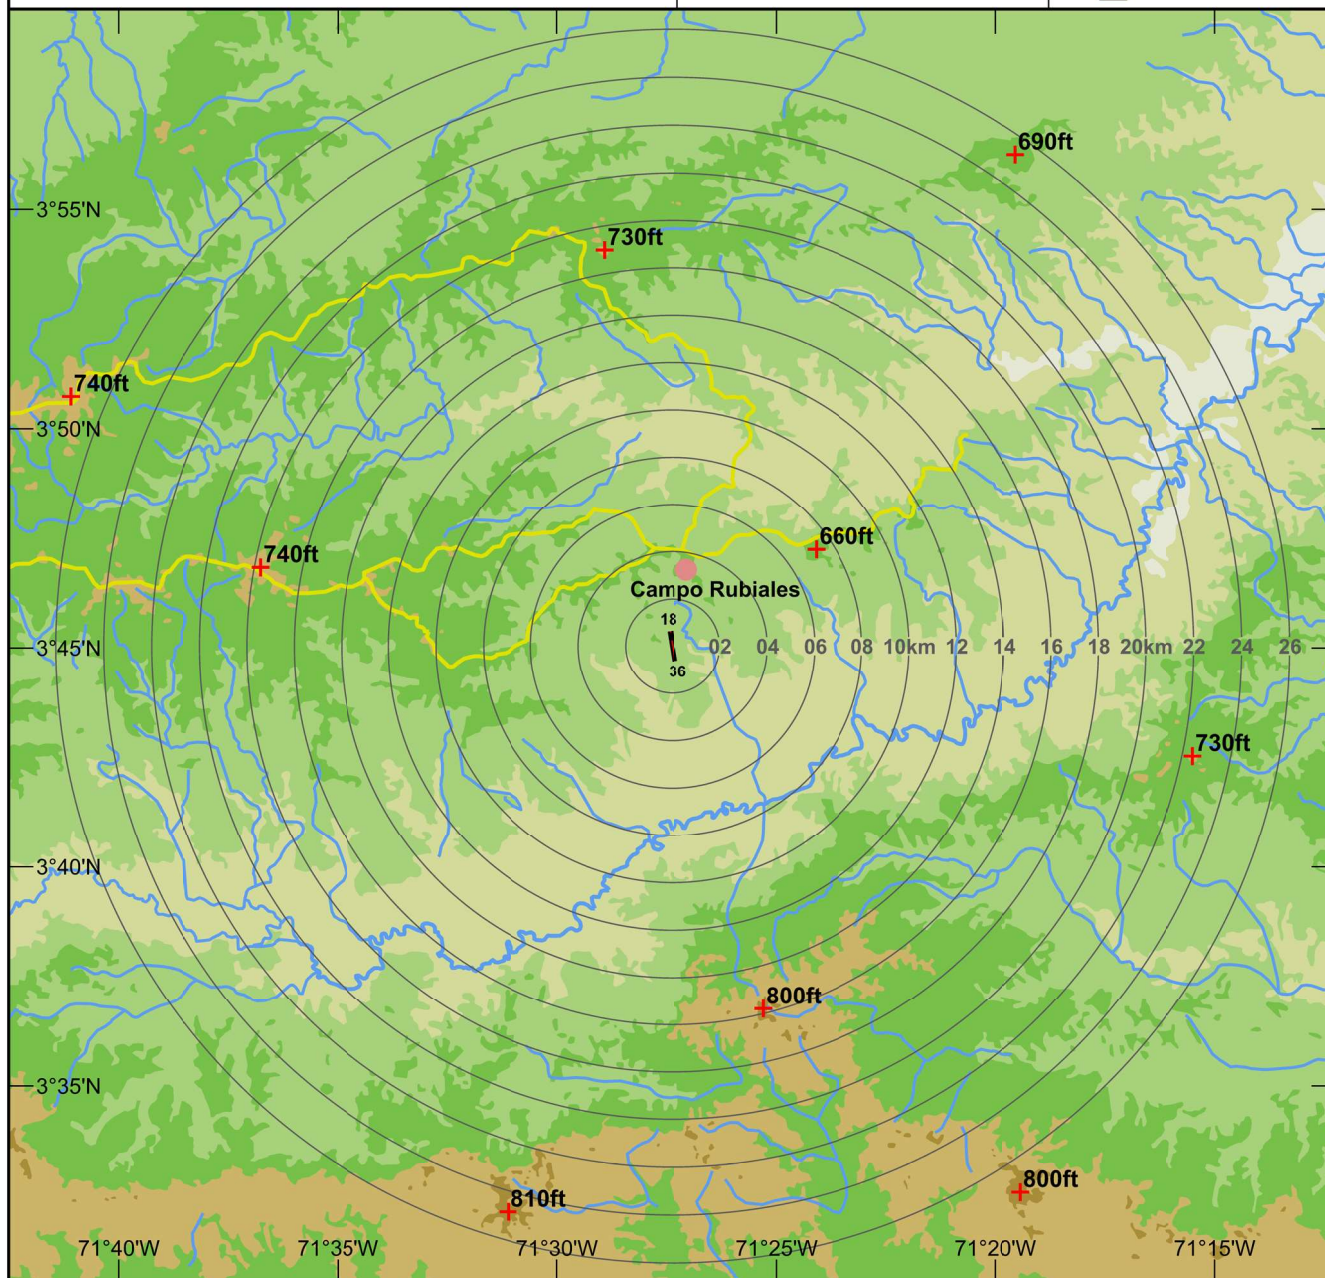 690ft
3°55'N
730ft
740ft
3°50'N
660ft
740ft
Campo Rubiales
18
3°45'N
02 04 06 08 10km 12 14 16 18 20km 22 24 26
36
730ft
3°40'N
800ft
3°35'N
800ft
810ft
71°40'W 71°35'W 71°30'W 71°25'W 71°20'W 71°15'W